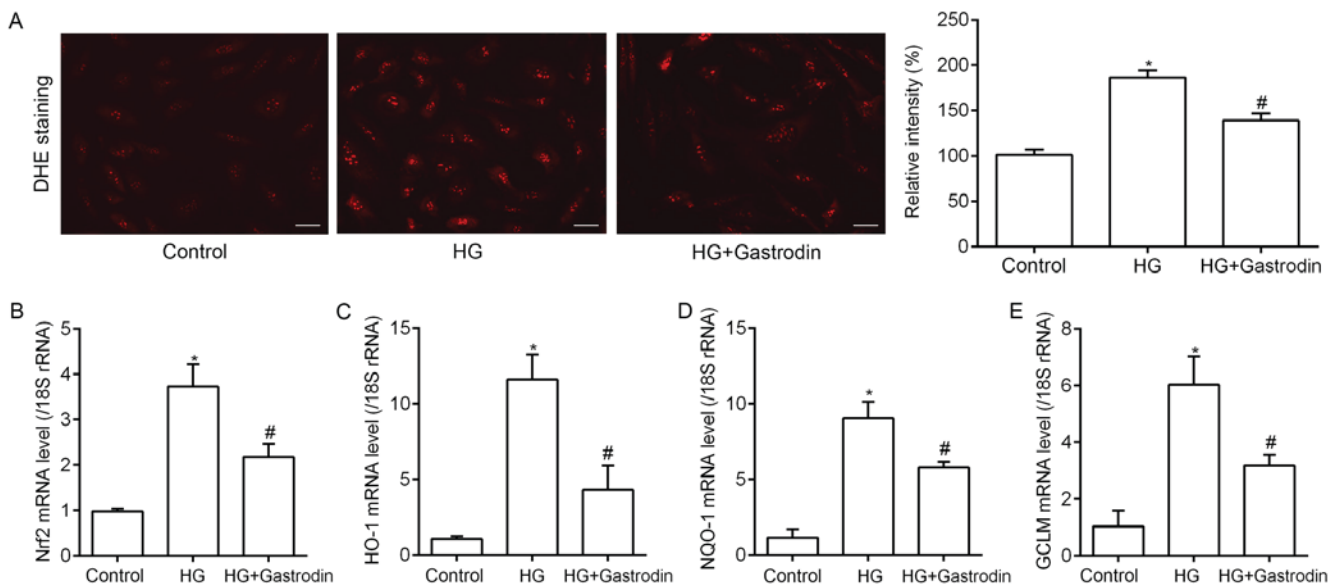 A
DHE staining
Control
HG
HG+Gastrodin
Relative intensity (%)
250
200
150
100
50
0
*
#
Control
HG
HG+Gastrodin
B
Nrf2 mRNA level (/18S rRNA)
5
4
3
2
1
0
*
#
Control
HG
HG+Gastrodin
C
HO-1 mRNA level (/18S rRNA)
15
10
5
0
*
#
Control
HG
HG+Gastrodin
D
NQO-1 mRNA level (/18S rRNA)
15
10
5
0
*
#
Control
HG
HG+Gastrodin
E
GCLM mRNA level (/18S rRNA)
8
6
4
2
0
*
#
Control
HG
HG+Gastrodin